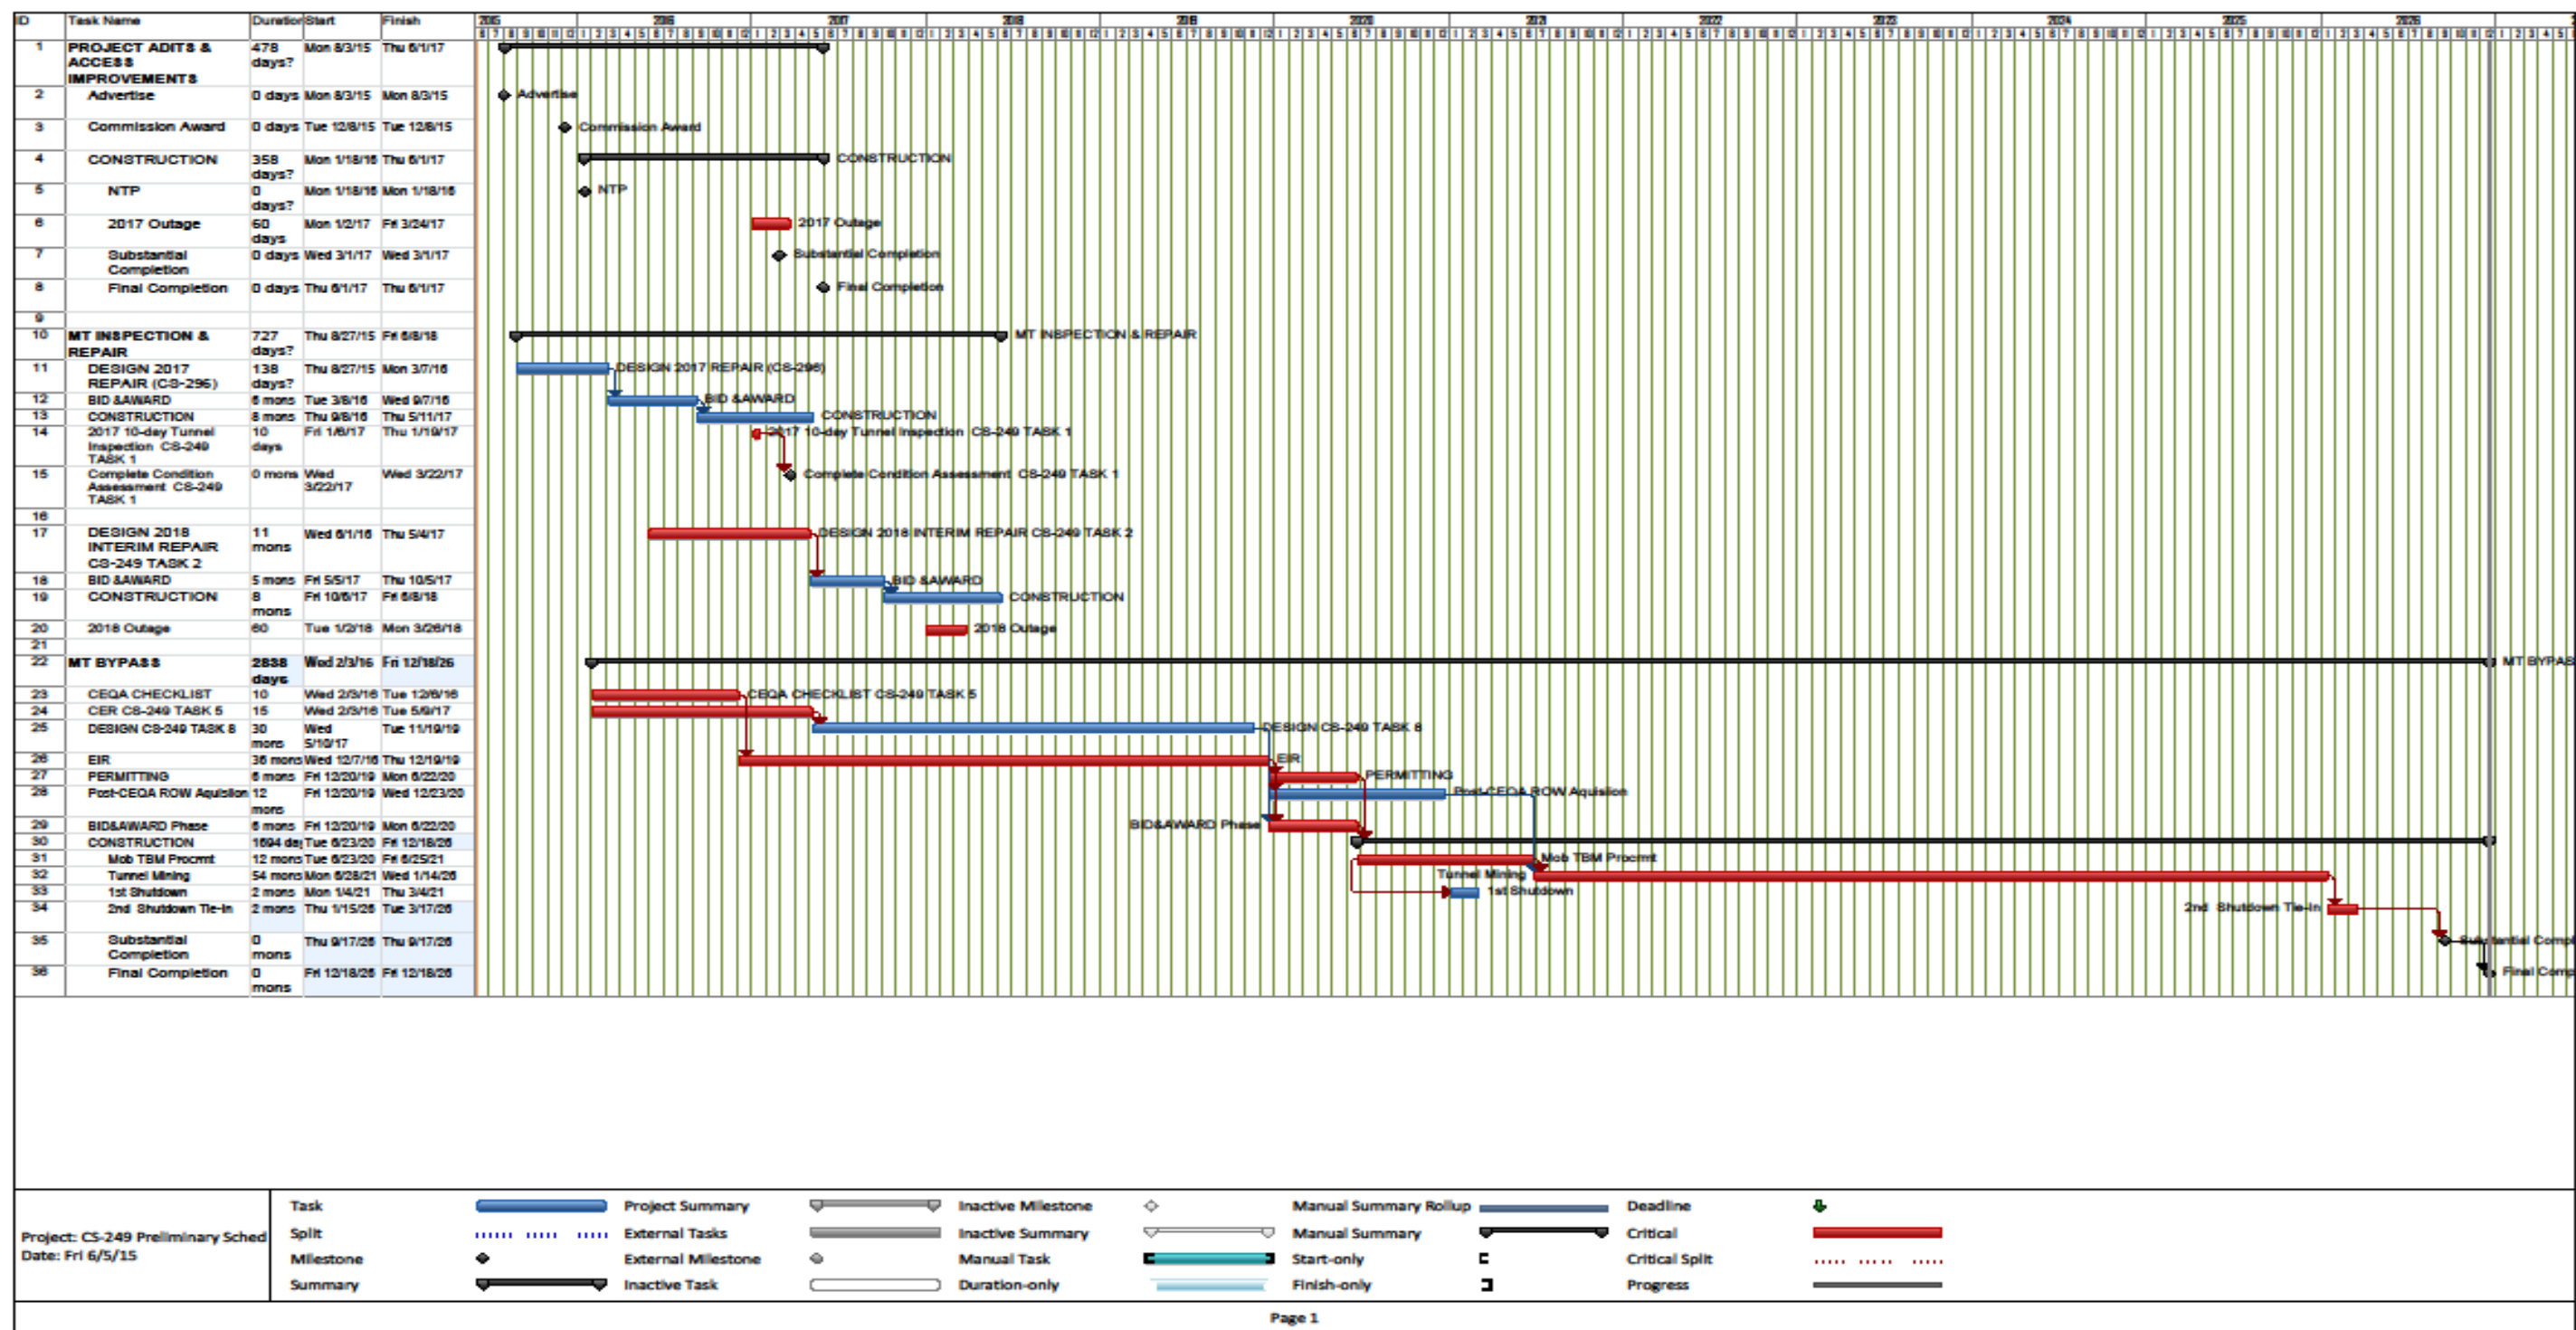 ID Task Name Duration Start Finish 2015 2016 2017 2018 2019 2020 2021 2022 2023 2024 2025 2026
1 PROJECT ADITS & 478 Mon 8/3/15 Thu 6/1/17
ACCESS days?
IMPROVEMENTS
2 Advertise 0 days Mon 8/3/15 Mon 8/3/15 Advertise
3 Commission Award 0 days Tue 12/8/15 Tue 12/8/15 Commission Award
4 CONSTRUCTION 358 Mon 1/18/16 Thu 6/1/17 CONSTRUCTION
days?
5 NTP 0 Mon 1/18/16 Mon 1/18/16 NTP
days?
6 2017 Outage 60 Mon 1/2/17 Fri 3/24/17 2017 Outage
days
7 Substantial 0 days Wed 3/1/17 Wed 3/1/17 Substantial Completion
Completion
8 Final Completion 0 days Thu 6/1/17 Thu 6/1/17 Final Completion
9
10 MT INSPECTION & 727 Thu 8/27/15 Fri 6/8/18 MT INSPECTION & REPAIR
REPAIR days?
11 DESIGN 2017 138 Thu 8/27/15 Mon 3/7/16 DESIGN 2017 REPAIR (CS-296)
REPAIR (CS-296) days?
12 BID &AWARD 6 mons Tue 3/8/16 Wed 9/7/16 BID &AWARD
13 CONSTRUCTION 8 mons Thu 9/8/16 Thu 5/11/17 CONSTRUCTION
14 2017 10-day Tunnel 10 Fri 1/6/17 Thu 1/19/17 2017 10-day Tunnel Inspection CS-249 TASK 1
Inspection CS-249 days
TASK 1
15 Complete Condition 0 mons Wed Wed 3/22/17 Complete Condition Assessment CS-249 TASK 1
Assessment CS-249 3/22/17
TASK 1
16
17 DESIGN 2018 11 Wed 6/1/16 Thu 5/4/17 DESIGN 2018 INTERIM REPAIR CS-249 TASK 2
INTERIM REPAIR mons
CS-249 TASK 2
18 BID &AWARD 5 mons Fri 5/5/17 Thu 10/5/17 BID &AWARD
19 CONSTRUCTION 8 Fri 10/6/17 Fri 6/8/18 CONSTRUCTION
mons
20 2018 Outage 60 Tue 1/2/18 Mon 3/26/18 2018 Outage
21
22 MT BYPASS 2838 Wed 2/3/16 Fri 12/18/26 MT BYPAS
days
23 CEQA CHECKLIST 10 Wed 2/3/16 Tue 12/6/16 CEQA CHECKLIST CS-249 TASK 5
24 CER CS-249 TASK 5 15 Wed 2/3/16 Tue 5/9/17
25 DESIGN CS-249 TASK 8 30 Wed Tue 11/19/19 DESIGN CS-249 TASK 8
mons 5/10/17
26 EIR 36 mons Wed 12/7/16 Thu 12/19/19 EIR
27 PERMITTING 6 mons Fri 12/20/19 Mon 6/22/20 PERMITTING
28 Post-CEQA ROW Aquisiion 12 Fri 12/20/19 Wed 12/23/20 Post-CEQA ROW Aquisiion
mons
29 BID&AWARD Phase 6 mons Fri 12/20/19 Mon 6/22/20 BID&AWARD Phase
30 CONSTRUCTION 1694 da Tue 6/23/20 Fri 12/18/26
31 Mob TBM Procrmt 12 mons Tue 6/23/20 Fri 6/25/21 Mob TBM Procrmt
32 Tunnel Mining 54 mons Mon 6/28/21 Wed 1/14/26 Tunnel Mining
33 1st Shutdown 2 mons Mon 1/4/21 Thu 3/4/21 1st Shutdown
34 2nd Shutdown Tie-In 2 mons Thu 1/15/26 Tue 3/17/26 2nd Shutdown Tie-In
35 Substantial 0 Thu 9/17/26 Thu 9/17/26 Substantial Compl
Completion mons
36 Final Completion 0 Fri 12/18/26 Fri 12/18/26 Final Comp
mons
Project: CS-249 Preliminary Sched
Date: Fri 6/5/15
Task Project Summary Inactive Milestone Manual Summary Rollup Deadline
Split External Tasks Inactive Summary Manual Summary Critical
Milestone External Milestone Manual Task Start-only Critical Split
Summary Inactive Task Duration-only Finish-only Progress
Page 1